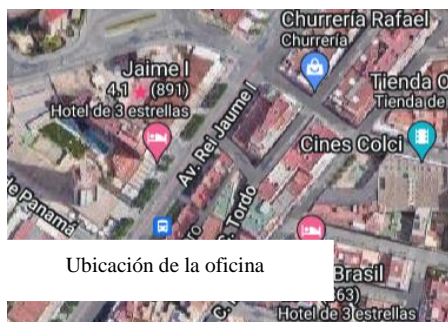 Churrería Rafael
Churrería
Jaime I
4.1 ★ (891)
Hotel de 3 estrellas
Tienda
Tienda de
Av. Rei Jaume I
Cines Colci
de Panamá
C. Tordo
Ubicación de la oficina
Brasil
63)
Hotel de 3 estrellas